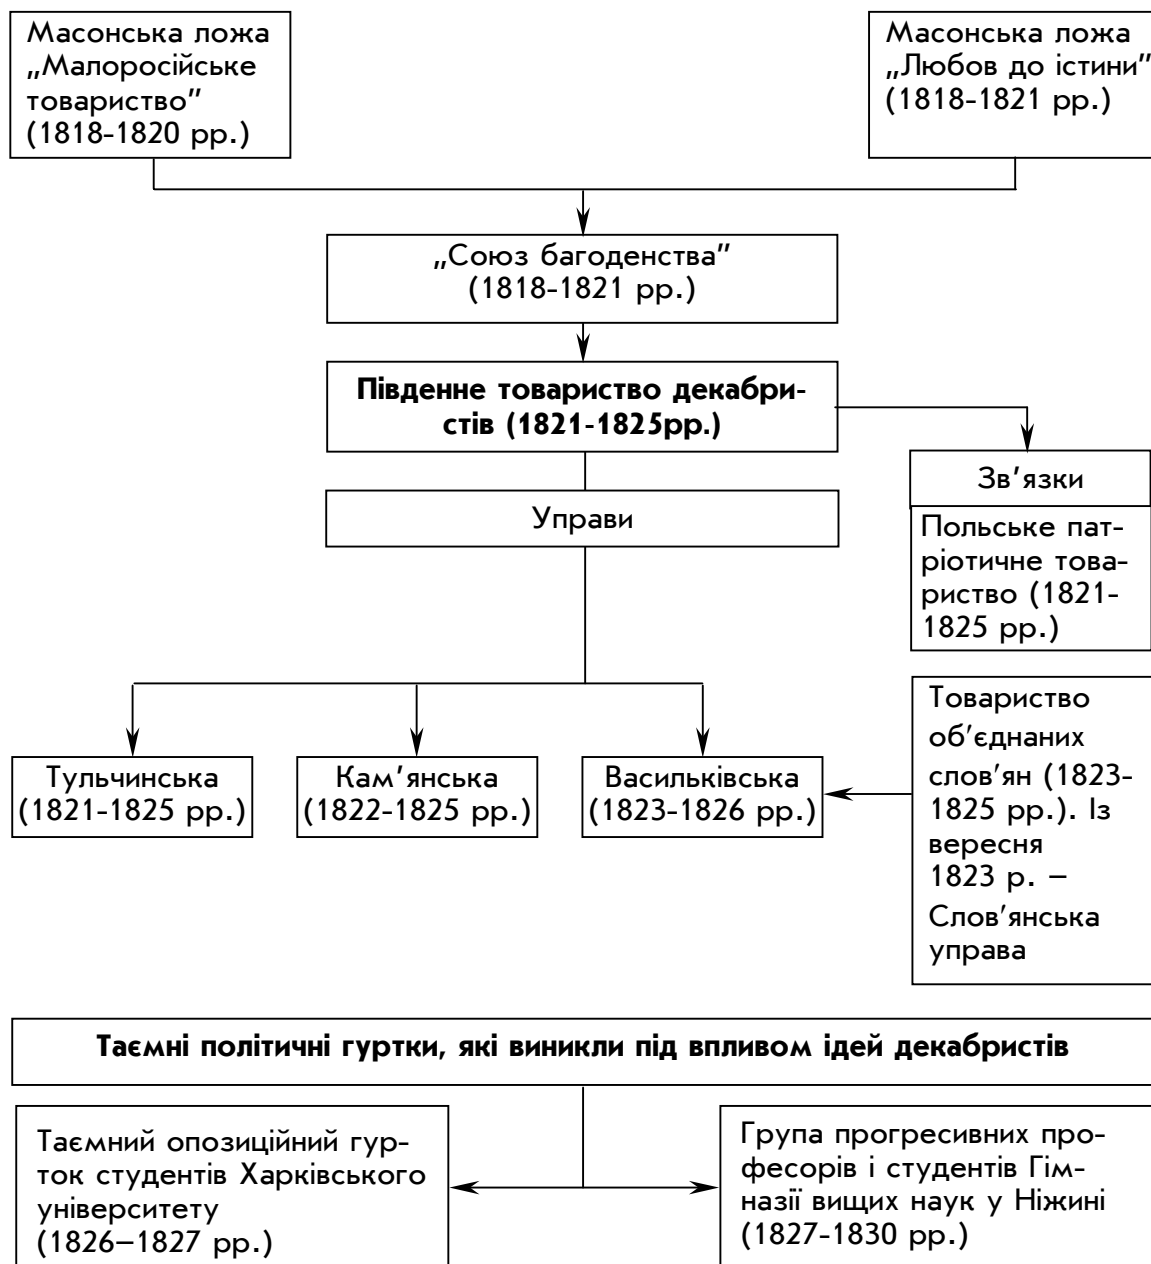 Масонська ложа
„Малоросійське
товариство"
(1818-1820 рр.)
Масонська ложа
„Любов до істини"
(1818-1821 рр.)
„Союз багоденства"
(1818-1821 рр.)
Південне товариство декабри-
стів (1821-1825рр.)
Зв'язки
Управи
Польське пат-
ріотичне това-
риство (1821-
1825 рр.)
Товариство
об'єднаних
слов'ян (1823-
1825 рр.). Із
вересня
1823 р. –
Слов'янська
управа
Тульчинська
(1821-1825 рр.)
Кам'янська
(1822-1825 рр.)
Васильківська
(1823-1826 рр.)
Таємні політичні гуртки, які виникли під впливом ідей декабристів
Таємний опозиційний гур-
ток студентів Харківського
університету
(1826–1827 рр.)
Група прогресивних про-
фесорів і студентів Гім-
назії вищих наук у Ніжині
(1827-1830 рр.)